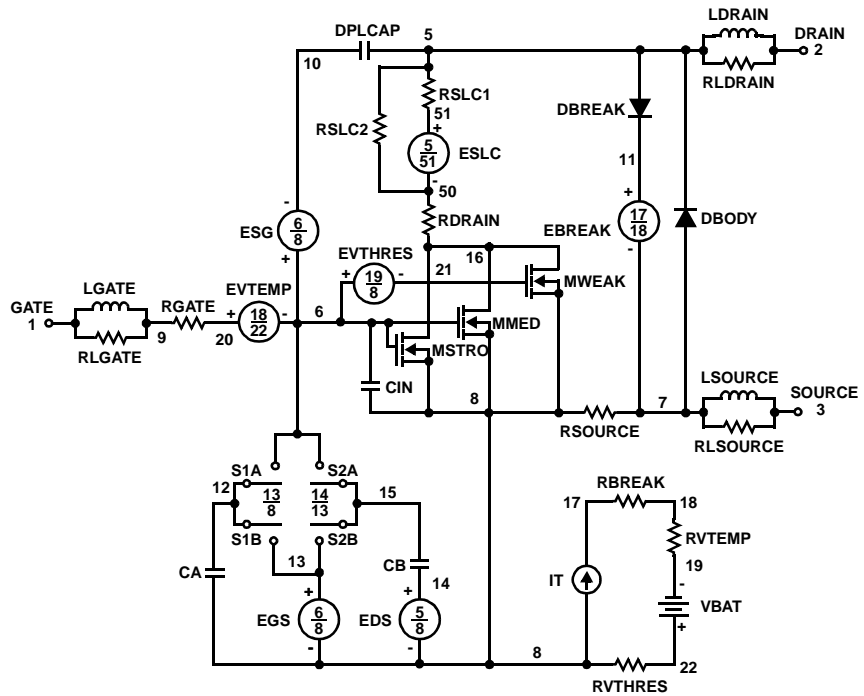 LDRAIN
DPLCAP 5 DRAIN
10 2
RLDRAIN
RSLC1
DBREAK
51
RSLC2
+
5
51
ESLC
11
-
50
-
+
17
18
DBODY
RDRAIN
EBREAK
6
8
ESG
EVTHRES
+
16
-
+
19
8
-
21
MWEAK
LGATE
EVTEMP
GATE
1
RGATE
+
18
22
-
6
MMED
9
20
MSTRO
RLGATE
LSOURCE
CIN
8
7
SOURCE
3
RSOURCE
RLSOURCE
S1A
S2A
12
13
8
14
13
15
RBREAK
17
18
S1B
S2B
RVTEMP
13
CB
19
CA
14
IT
-
+
+
VBAT
EGS
6
8
EDS
5
8
+
-
-
8
22
RVTHRES